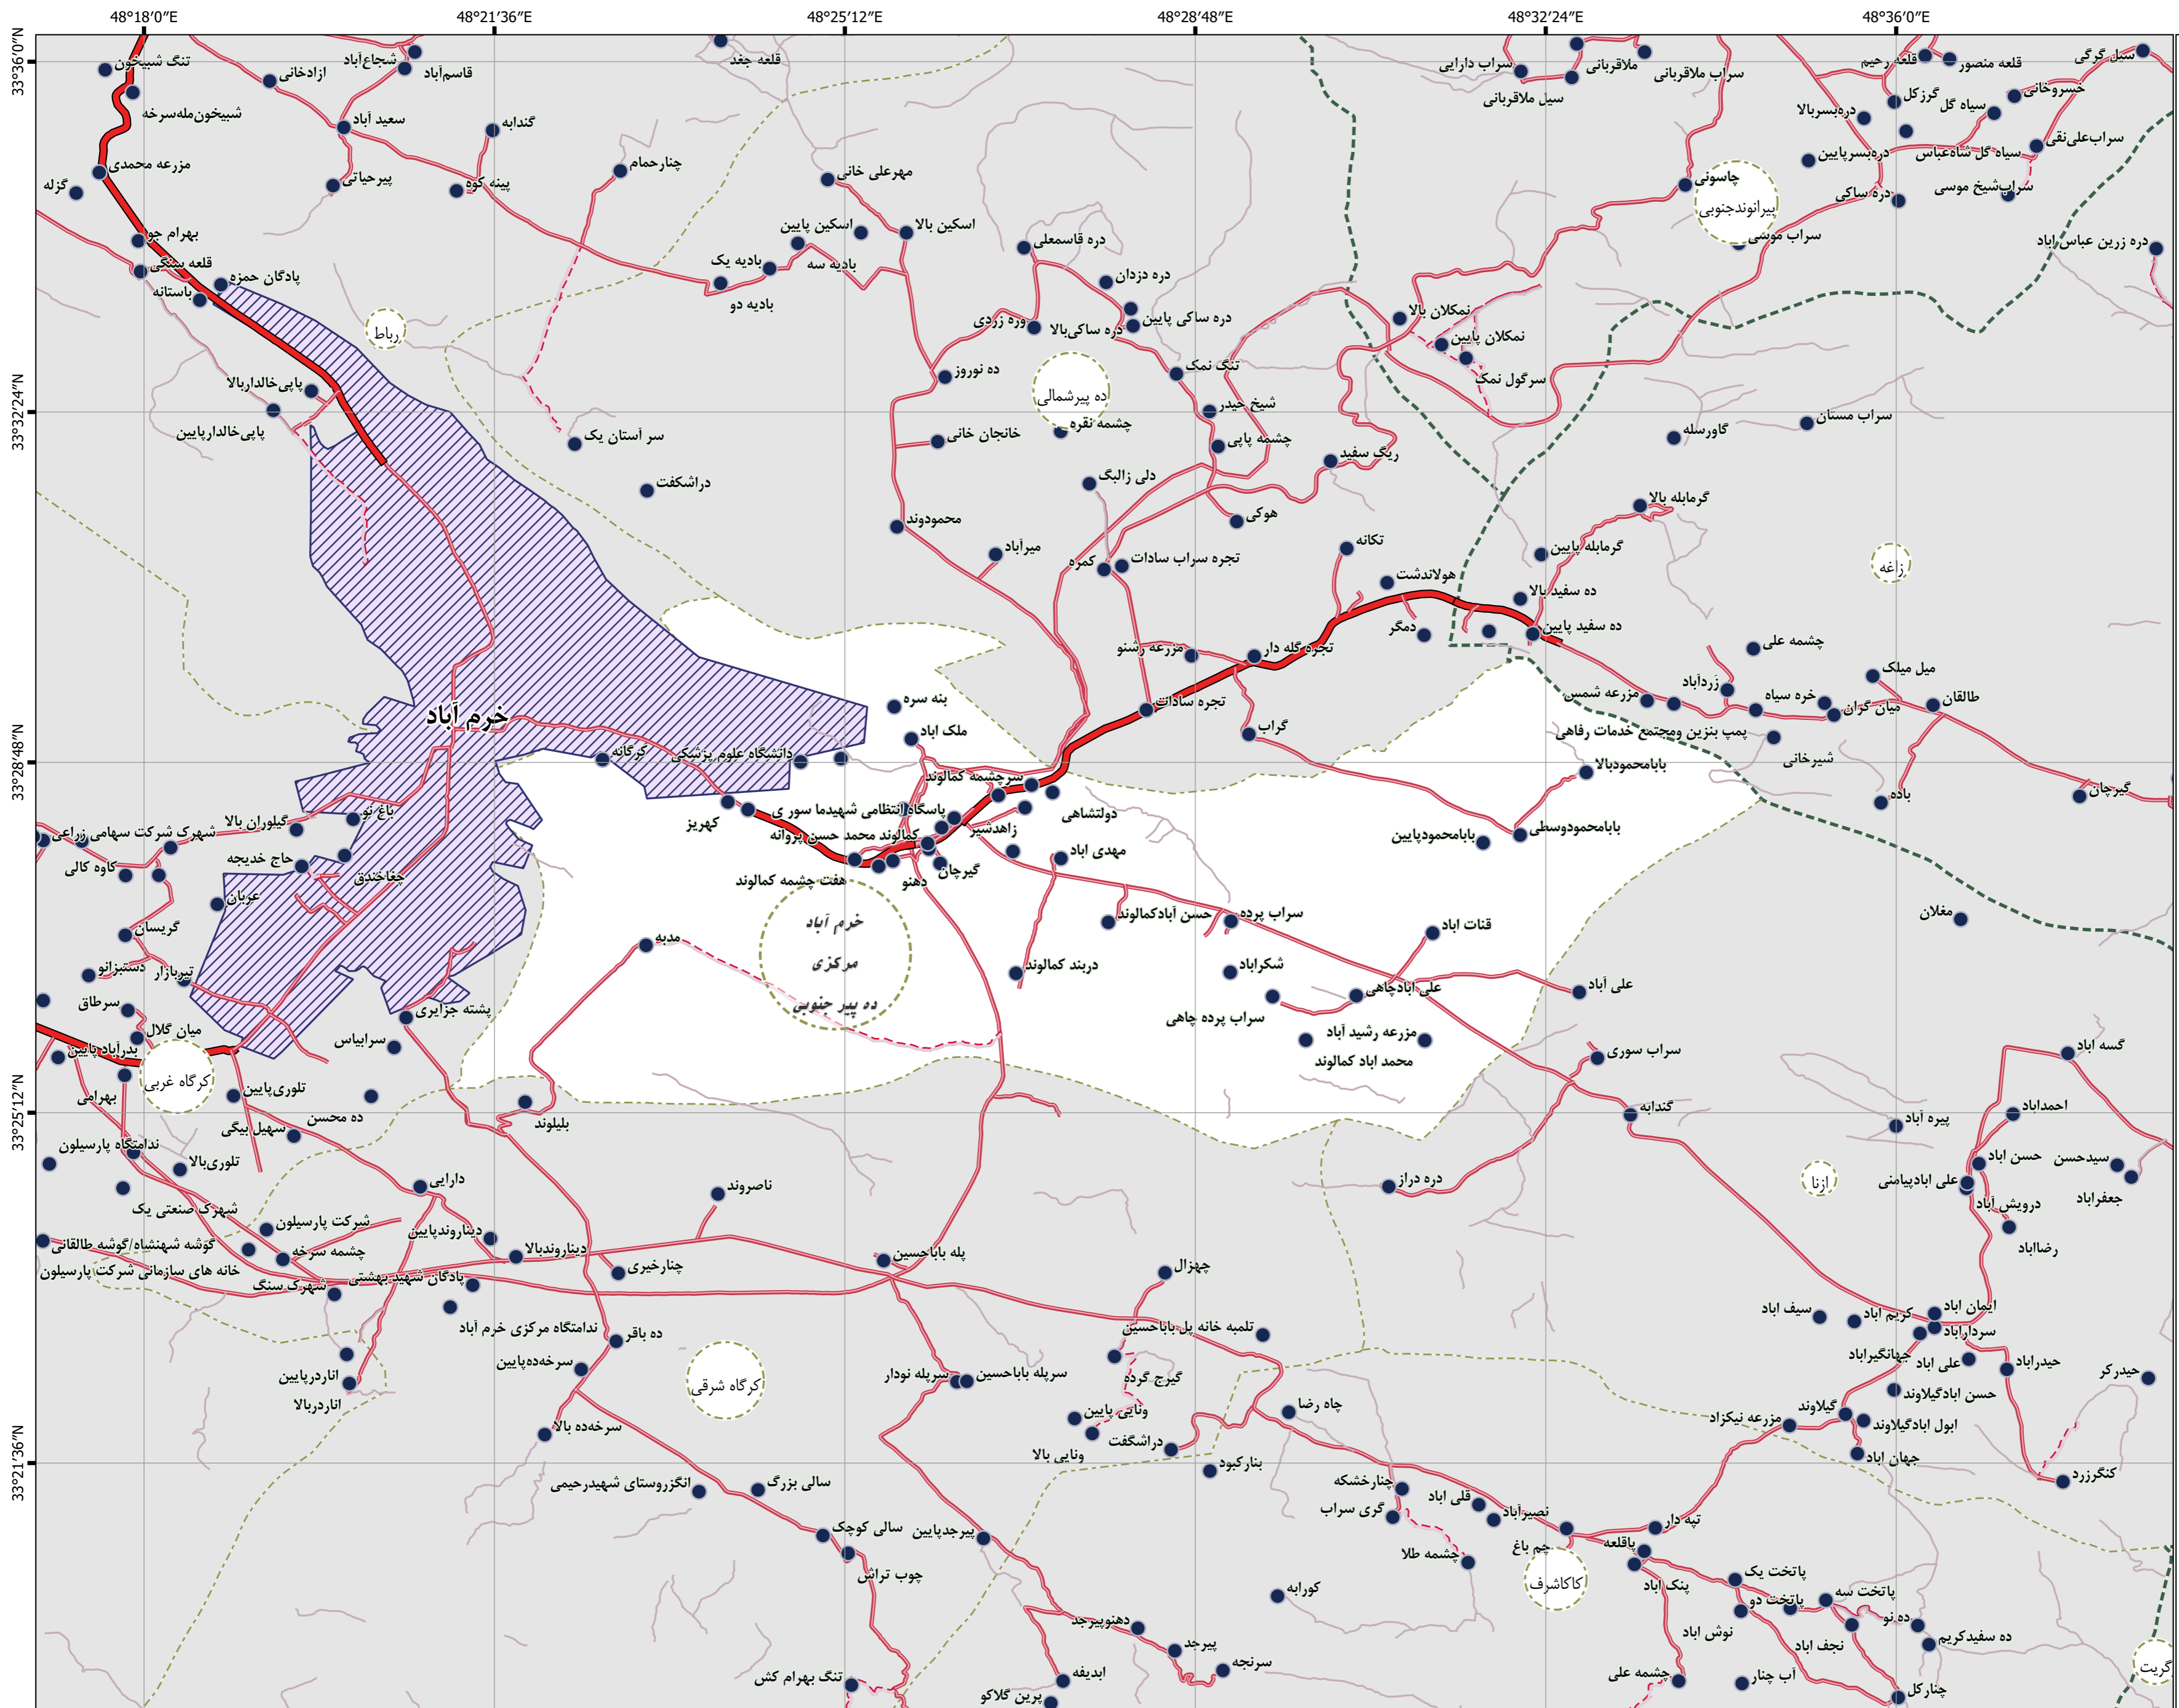 48°18′0″E
48°21′36″E
48°25′12″E
48°28′48″E
48°32′24″E
48°36′0″E
33°36′0″N
33°32′24″N
33°28′48″N
33°25′12″N
33°21′36″N
تنگ شبیخون
شجاع‌آباد
قاسم‌آباد
ازادخانی
قلعه جغد
سراب دارایی
ملاقربانی
سراب ملاقربانی
سیل ملاقربانی
قلعه رحیم
قلعه منصور
سیل گرگی
شبیخون‌مله‌سرخه
سعید آباد
گندابه
دره‌بسربالا
گرزکل
سیاه گل
خسروخانی
مزرعه محمدی
گزله
پیرحیاتی
پینه کوه
چنارحمام
مهرعلی خانی
چاسونی
دره‌بسرپایین
سیاه گل شاه‌عباس
سراب‌علی‌نقی
دره ساکی
سراب‌شیخ موسی
پیرانوندجنوبی
سراب موسی
دره زرین عباس اباد
بهرام جو
قلعه سنگی
پادگان حمزه
باستانه
اسکین پایین
اسکین بالا
بادیه یک
بادیه سه
بادیه دو
دره قاسمعلی
دره دزدان
وره زردی
دره ساکی‌بالا
دره ساکی پایین
نمکلان بالا
نمکلان پایین
سرگول نمک
رباط
ده پیرشمالی
ده نوروز
تنگ نمک
شیخ حیدر
چشمه نقره
چشمه پاپی
خانجان خانی
ریگ سفید
گاورسله
سراب مستان
پاپی‌خالداربالا
پاپی‌خالدارپایین
سر آستان یک
دراشکفت
دلی زالبگ
هوکی
محمودوند
میرآباد
کمره
تجره سراب سادات
تکانه
هولاندشت
گرمابله بالا
گرمابله پایین
زاغه
ده سفید بالا
ده سفید پایین
دمگر
مزرعه رشنو
تجره گله دار
تجره سادات
چشمه علی
میل میلک
زردآباد
مزرعه شمس
خره سیاه
میان گران
طالقان
پمپ بنزین ومجتمع خدمات رفاهی
شیرخانی
خرم آباد
بنه سره
ملک اباد
گراب
بابامحمودبالا
بابامحمودوسطی
بابامحمودپایین
باده
گیرچان
کرگانه
دانشگاه علوم پزشکی
سرچشمه کمالوند
دولتشاهی
پاسگاه انتظامی شهیدما سور ی
زاهدشیر
کمالوند محمد حسن پروانه
کهریز
مهدی اباد
هفت چشمه کمالوند
دهنو
گیرچان
باغ نو
گیلوران بالا
شهرک شرکت سهامی زراعی
کاوه کالی
حاج خدیجه
چغاخندق
عربان
گریسان
دستبزانو
تیربازار
سرطاق
میان گلال
بدرآباد پایین
کرگاه غربی
پشته جزایری
سرابیاس
مدبه
خرم آباد
مرکزی
ده پیر جنوبی
حسن آبادکمالوند
سراب پرده
دربند کمالوند
شکراباد
قنات اباد
علی آبادچاهی
علی آباد
سراب پرده چاهی
مزرعه رشید آباد
محمد اباد کمالوند
مغلان
سراب سوری
گسه اباد
گندابه
پیره آباد
احمداباد
بهرامی
تلوری‌پایین
ده محسن
سهیل بیگی
بلیلوند
ندامتگاه پارسیلون
تلوری‌بالا
دارایی
ناصروند
دره دراز
ازنا
حسن اباد
سیدحسن
علی ابادپیامنی
جعفراباد
درویش آباد
رضااباد
شهرک صنعتی یک
شرکت پارسیلون
گوشه شهنشاه/گوشه طالقانی
چشمه سرخه
خانه های سازمانی شرکت پارسیلون
شهرک سنگ
دیناروندپایین
دیناروندبالا
پادگان شهید بهشتی
چنارخیری
پله باباحسین
چهزال
سیف اباد
کریم اباد
ایمان اباد
سرداراباد
جهانگیراباد
علی اباد
حیدراباد
حیدرکر
ندامتگاه مرکزی خرم آباد
ده باقر
سرخه‌ده‌پایین
اناردرپایین
اناردربالا
کرگاه شرقی
تلمبه خانه پل باباحسین
سرپله نودار
سرپله باباحسین
گیرج گرده
ونایی پایین
ونایی بالا
دراشگفت
چاه رضا
سرخه‌ده بالا
حسن ابادگیلاوند
گیلاوند
ابول ابادگیلاوند
مزرعه نیکزاد
جهان اباد
کنگرزرد
بنارکبود
چنارخشکه
گری سراب
قلی اباد
نصیرآباد
انگزروستای شهیدرحیمی
سالی بزرگ
سالی کوچک
پیرجدپایین
چوب تراش
چشمه طلا
چم باغ
تپه دار
پاقلعه
کاکاشرف
پنک اباد
پاتخت یک
پاتخت دو
پاتخت سه
ده نو
نوش اباد
نجف اباد
ده سفیدکریم
کورابه
دهنوپیرجد
پیرجد
سرنجه
ابدیفه
پرین گلاکو
تنگ بهرام کش
چشمه علی
آب چنار
چنارکل
گریت